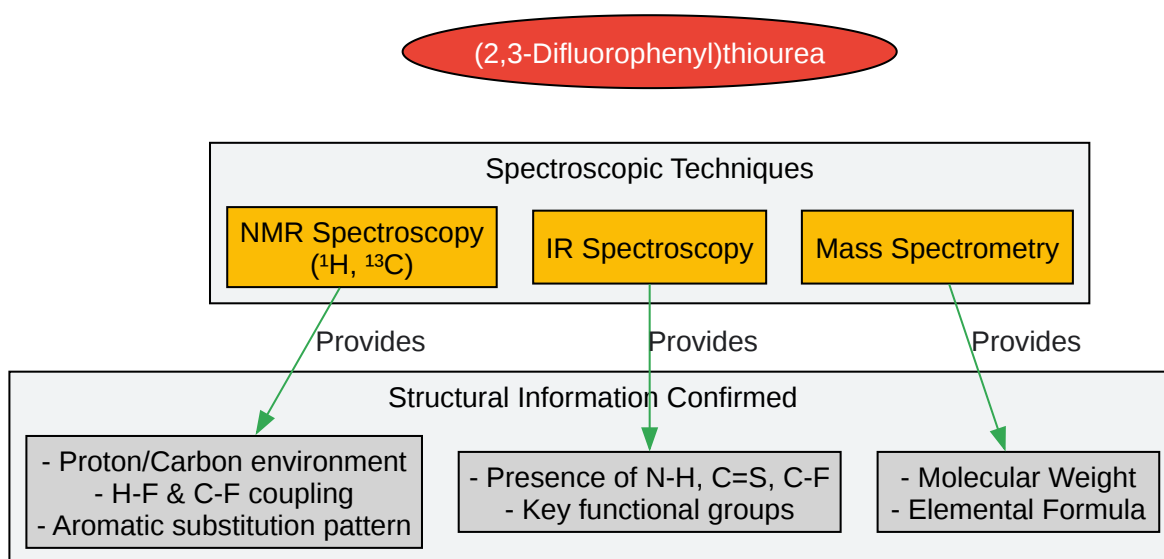 (2,3-Difluorophenyl)thiourea
Spectroscopic Techniques
NMR Spectroscopy
(¹H, ¹³C)
IR Spectroscopy
Mass Spectrometry
Provides
Provides
Provides
Structural Information Confirmed
- Proton/Carbon environment
- H-F & C-F coupling
- Aromatic substitution pattern
- Presence of N-H, C=S, C-F
- Key functional groups
- Molecular Weight
- Elemental Formula